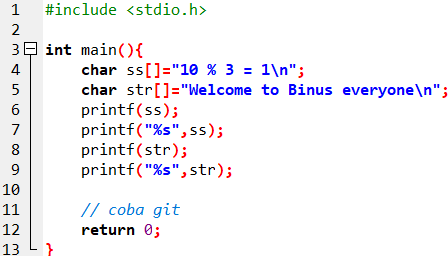 1 #include <stdio.h>
2
3 int main(){
4 char ss[]="10 % 3 = 1\n";
5 char str[]="Welcome to Binus everyone\n";
6 printf(ss);
7 printf("%s",ss);
8 printf(str);
9 printf("%s",str);
10
11 // coba git
12 return 0;
13 }